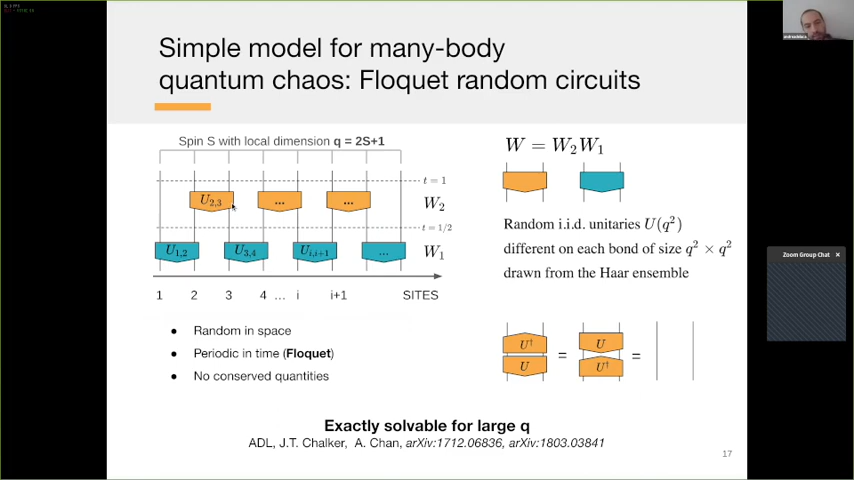 Simple model for many-body
quantum chaos: Floquet random circuits
Spin S with local dimension q = 2S+1
t = 1
U2,3 ... ... W2
t = 1/2
U1,2 U3,4 Ui,i+1 ... W1
1 2 3 4 ... i i+1 SITES
● Random in space
● Periodic in time (Floquet)
● No conserved quantities
W = W2W1
Random i.i.d. unitaries U(q²)
different on each bond of size q² × q²
drawn from the Haar ensemble
U† U
= =
U U†
Exactly solvable for large q
ADL, J.T. Chalker, A. Chan, arXiv:1712.06836, arXiv:1803.03841
17
Zoom Group Chat